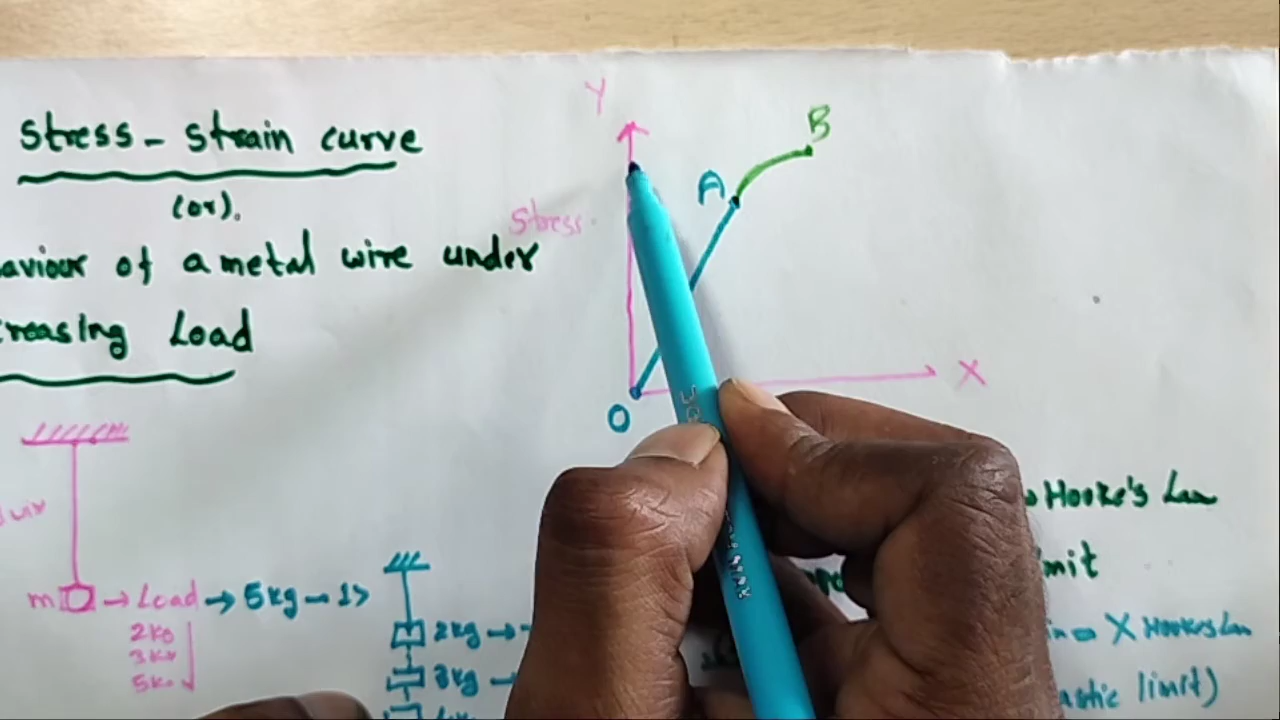 Stress - Strain curve
(or).
aviour of a metal wire under
creasing Load
Y
Stress
A
B
O
X
m → Load → 5kg → 1>
2kg
3kg
5kg
2kg →
3kg →
Hooke's Law
mit
in = X Hooke's Law
astic limit)